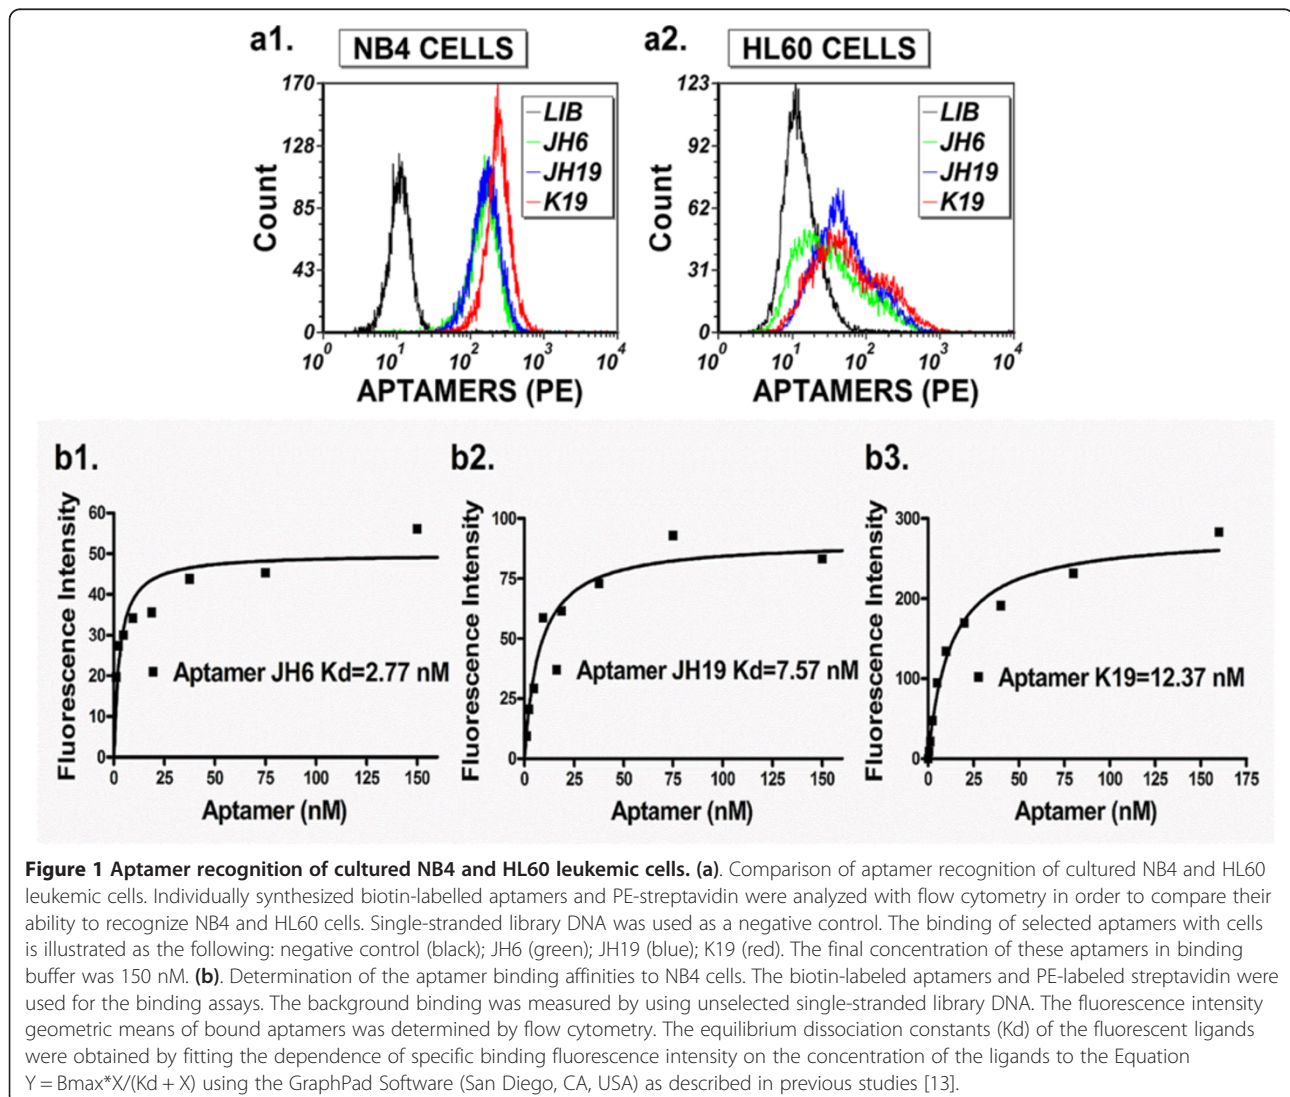 a1.
NB4 CELLS
170
128
85
43
0
Count
LIB
JH6
JH19
K19
10^0 10^1 10^2 10^3 10^4
APTAMERS (PE)
a2.
HL60 CELLS
123
92
62
31
0
Count
LIB
JH6
JH19
K19
10^0 10^1 10^2 10^3 10^4
APTAMERS (PE)
b1.
Fluorescence Intensity
60
50
40
30
20
10
0
Aptamer JH6 Kd=2.77 nM
0 25 50 75 100 125 150
Aptamer (nM)
b2.
Fluorescence Intensity
100
75
50
25
0
Aptamer JH19 Kd=7.57 nM
0 25 50 75 100 125 150
Aptamer (nM)
b3.
Fluorescence Intensity
300
200
100
0
Aptamer K19=12.37 nM
0 25 50 75 100 125 150 175
Aptamer (nM)
Figure 1 Aptamer recognition of cultured NB4 and HL60 leukemic cells. (a). Comparison of aptamer recognition of cultured NB4 and HL60
leukemic cells. Individually synthesized biotin-labelled aptamers and PE-streptavidin were analyzed with flow cytometry in order to compare their
ability to recognize NB4 and HL60 cells. Single-stranded library DNA was used as a negative control. The binding of selected aptamers with cells
is illustrated as the following: negative control (black); JH6 (green); JH19 (blue); K19 (red). The final concentration of these aptamers in binding
buffer was 150 nM. (b). Determination of the aptamer binding affinities to NB4 cells. The biotin-labeled aptamers and PE-labeled streptavidin were
used for the binding assays. The background binding was measured by using unselected single-stranded library DNA. The fluorescence intensity
geometric means of bound aptamers was determined by flow cytometry. The equilibrium dissociation constants (Kd) of the fluorescent ligands
were obtained by fitting the dependence of specific binding fluorescence intensity on the concentration of the ligands to the Equation
Y = Bmax*X/(Kd + X) using the GraphPad Software (San Diego, CA, USA) as described in previous studies [13].